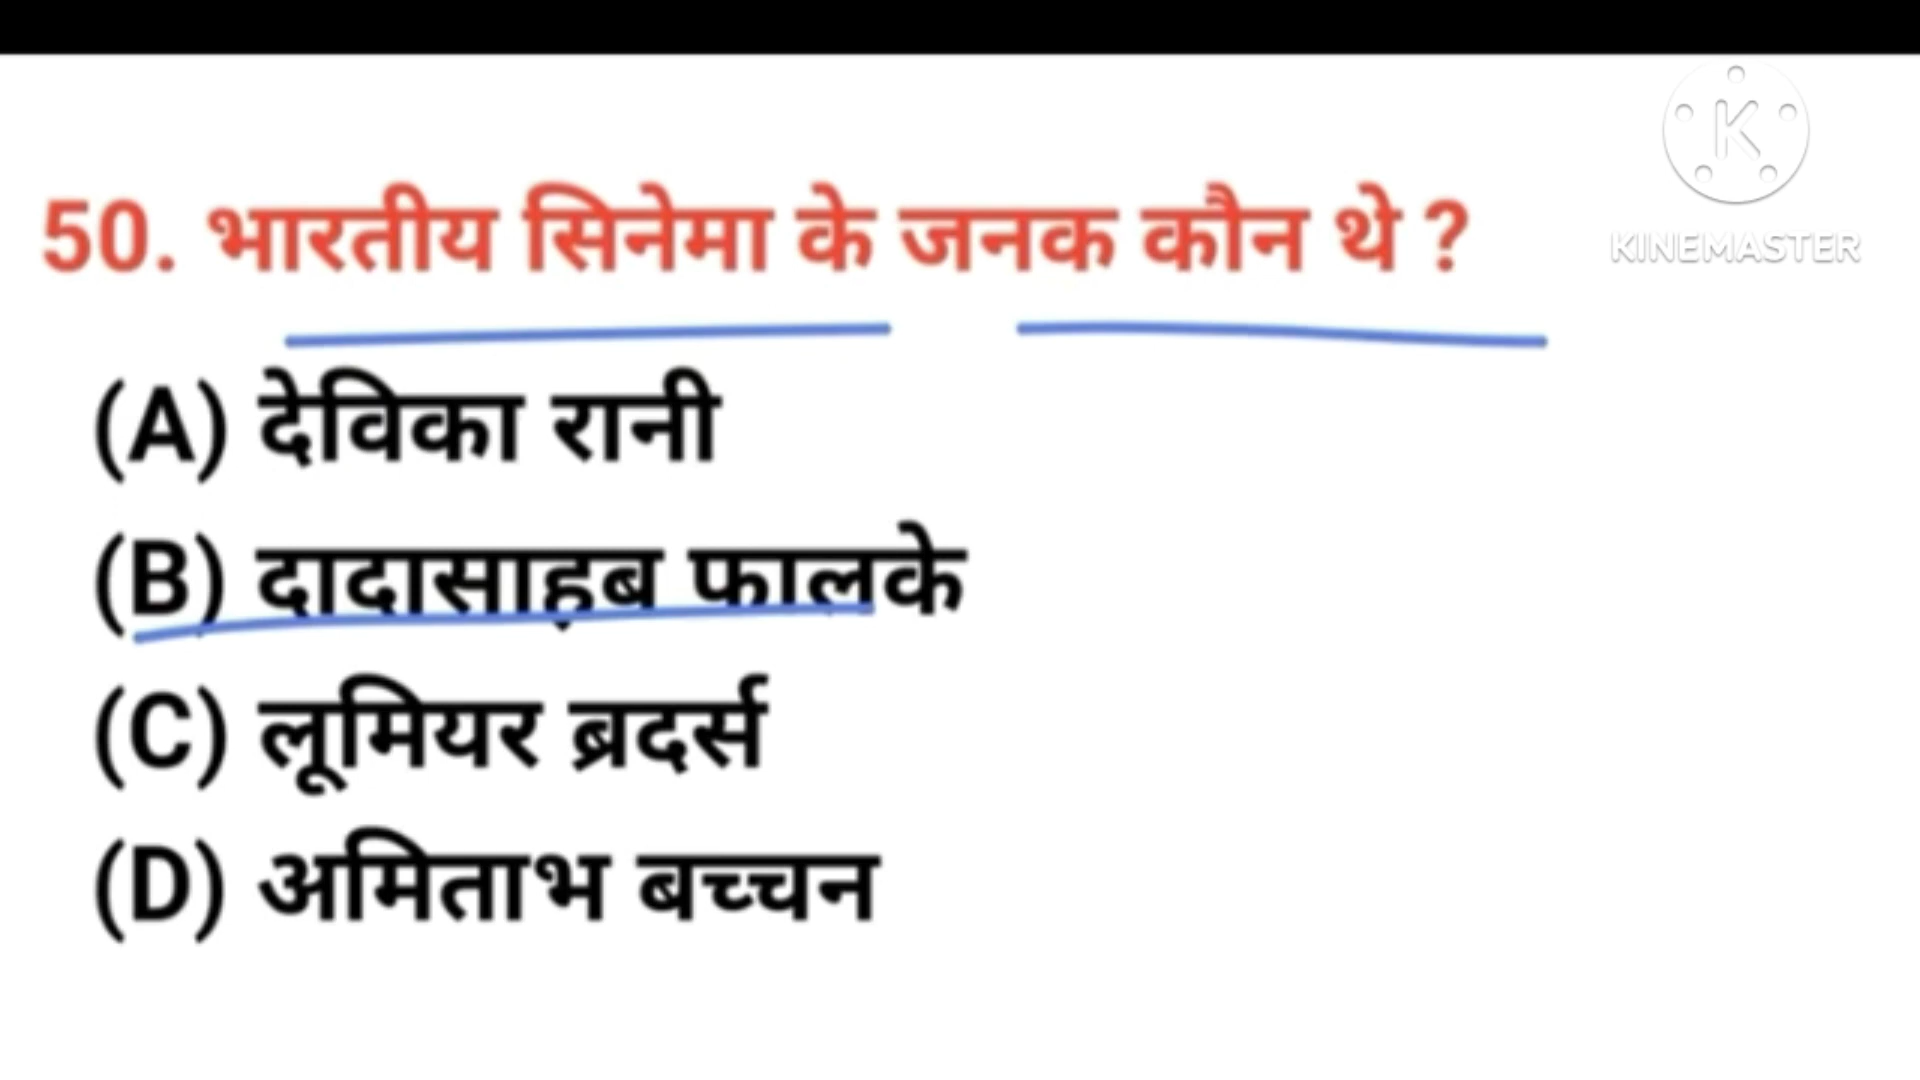 50. भारतीय सिनेमा के जनक कौन थे ?
(A) देविका रानी
(B) दादासाहब फालके
(C) लूमियर ब्रदर्स
(D) अमिताभ बच्चन
K
KINEMASTER